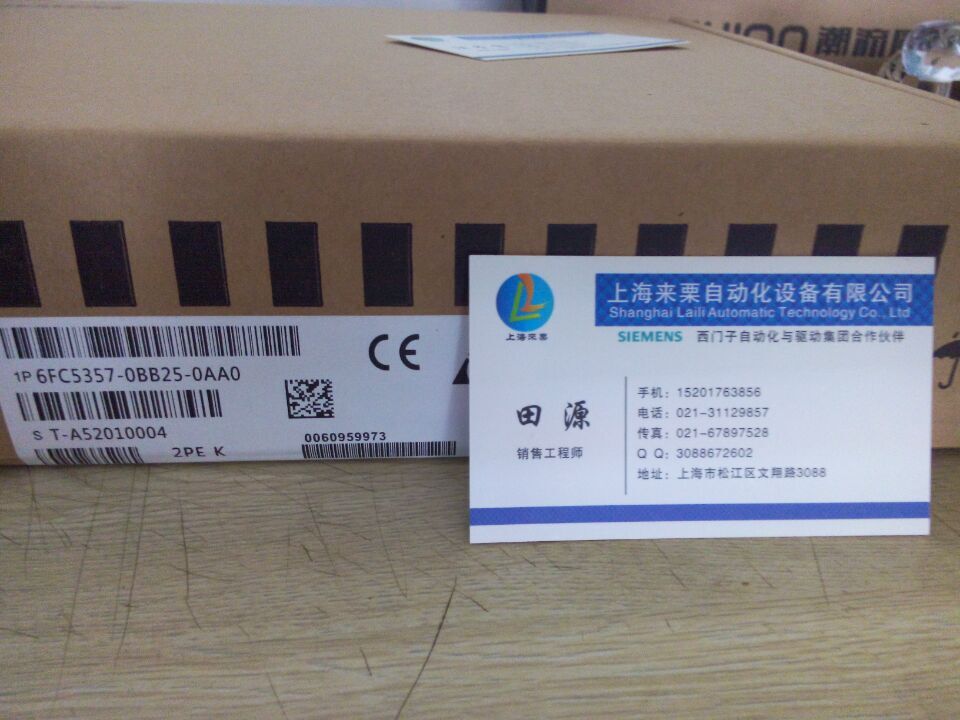 潮流
CE
1P 6FC5357-0BB25-0AA0
S T-A52010004
2PE K
0060959973
上海来栗
上海来栗自动化设备有限公司
Shanghai Laili Automatic Technology Co., Ltd
SIEMENS 西门子自动化与驱动集团合作伙伴
田 源
销售工程师
手机：15201763856
电话：021-31129857
传真：021-67897528
Q Q：3088672602
地址：上海市松江区文翔路3088